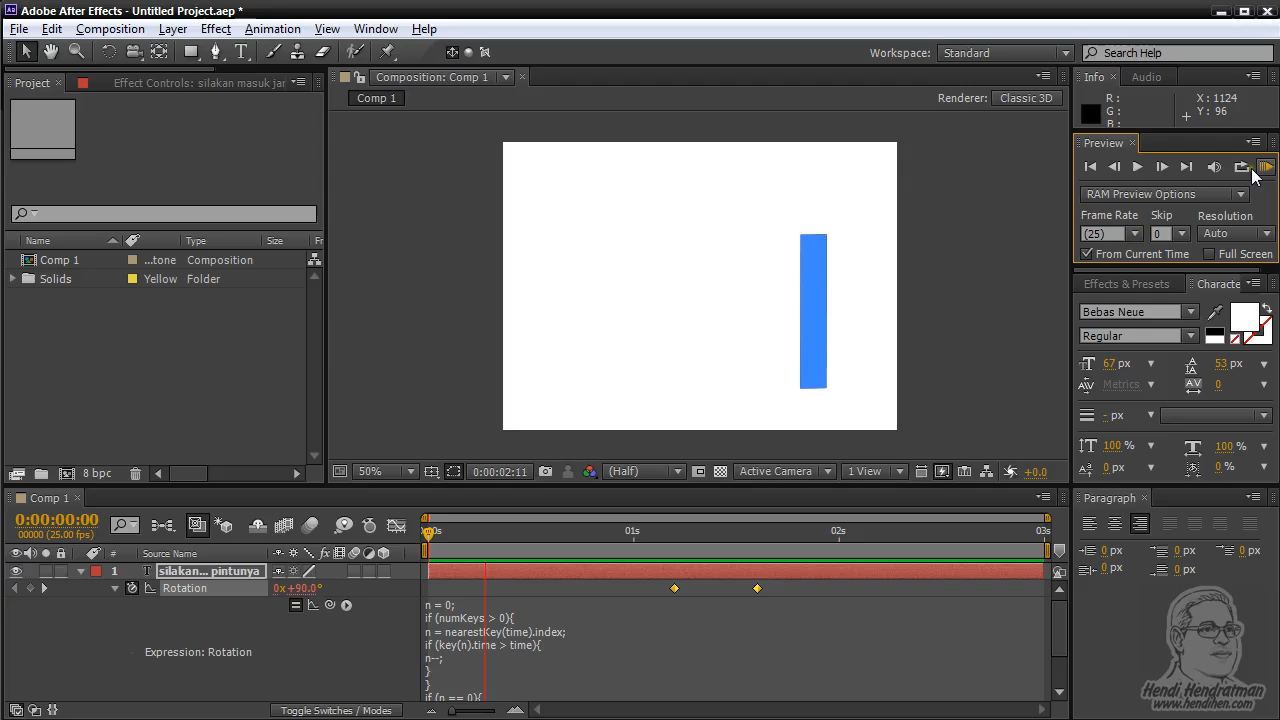 Adobe After Effects - Untitled Project.aep *
File Edit Composition Layer Effect Animation View Window Help
Workspace: Standard Search Help
Project Effect Controls: silakan masuk jar
Composition: Comp 1
Info Audio
Comp 1
Renderer: Classic 3D
R : X : 1124
G : Y : 96
B :
Preview
RAM Preview Options
Frame Rate Skip Resolution
(25) 0 Auto
From Current Time Full Screen
Name Type Size Fr
Comp 1 ...tone Composition
Solids Yellow Folder
Effects & Presets Characte
Bebas Neue
Regular
67 px 53 px
Metrics 0
- px
100 % 100 %
0 px 0 %
8 bpc
50% 0:00:02:11 (Half) Active Camera 1 View +0.0
Comp 1
0:00:00:00
00000 (25.00 fps)
:00s 01s 02s 03s
# Source Name
1 silakan... pintunya
Rotation 0x+90.0°
Expression: Rotation
n = 0;
if (numKeys > 0){
n = nearestKey(time).index;
if (key(n).time > time){
n--;
}
}
if (n == 0){
Toggle Switches / Modes
Paragraph
0 px 0 px 0 px
0 px 0 px
Hendi Hendratman
www.hendihen.com